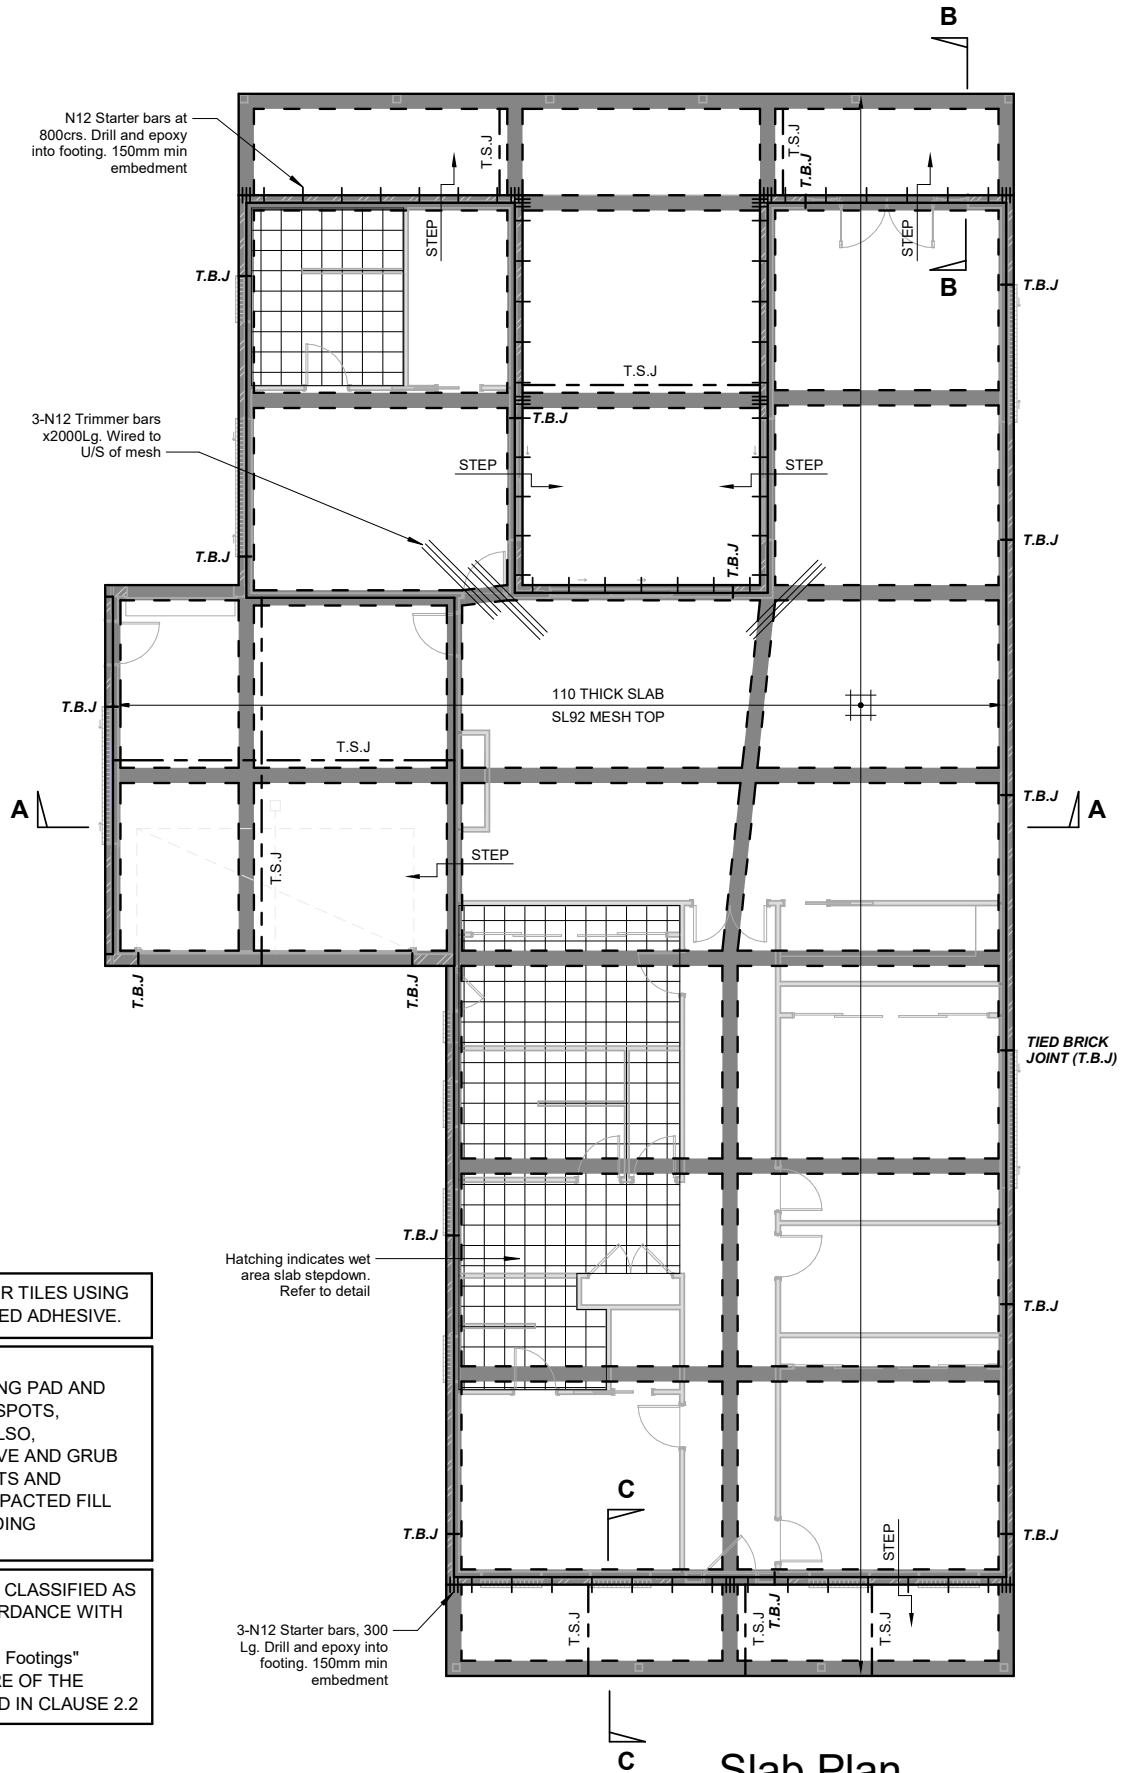 B
N12 Starter bars at
800crs. Drill and epoxy
into footing. 150mm min
embedment
T.S.J
T.S.J
T.B.J
STEP
STEP
T.B.J
B
T.B.J
T.S.J
3-N12 Trimmer bars
x2000Lg. Wired to
U/S of mesh
T.B.J
STEP
STEP
T.B.J
T.B.J
T.B.J
110 THICK SLAB
SL92 MESH TOP
T.B.J
T.S.J
A
T.B.J
A
STEP
T.S.J
T.B.J
T.B.J
TIED BRICK
JOINT (T.B.J)
T.B.J
Hatching indicates wet
area slab stepdown.
Refer to detail
T.B.J
R TILES USING
ED ADHESIVE.
NG PAD AND
SPOTS,
LSO,
VE AND GRUB
TS AND
PACTED FILL
DING
C
T.B.J
STEP
T.B.J
CLASSIFIED AS
RDANCE WITH
Footings"
RE OF THE
D IN CLAUSE 2.2
3-N12 Starter bars, 300
Lg. Drill and epoxy into
footing. 150mm min
embedment
T.S.J
T.S.J
T.B.J
T.S.J
C
Slab Plan